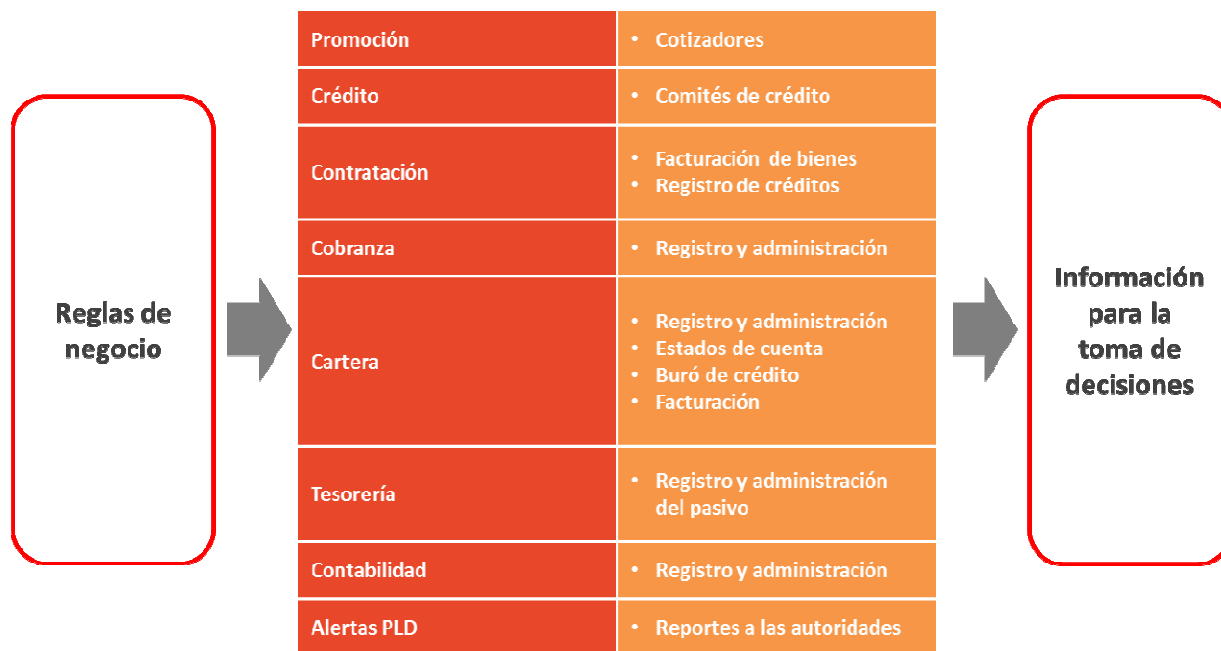 Reglas de
negocio
Promoción
• Cotizadores
Crédito
• Comités de crédito
Contratación
• Facturación de bienes
• Registro de créditos
Cobranza
• Registro y administración
Cartera
• Registro y administración
• Estados de cuenta
• Buró de crédito
• Facturación
Tesorería
• Registro y administración
del pasivo
Contabilidad
• Registro y administración
Alertas PLD
• Reportes a las autoridades
Información
para la
toma de
decisiones